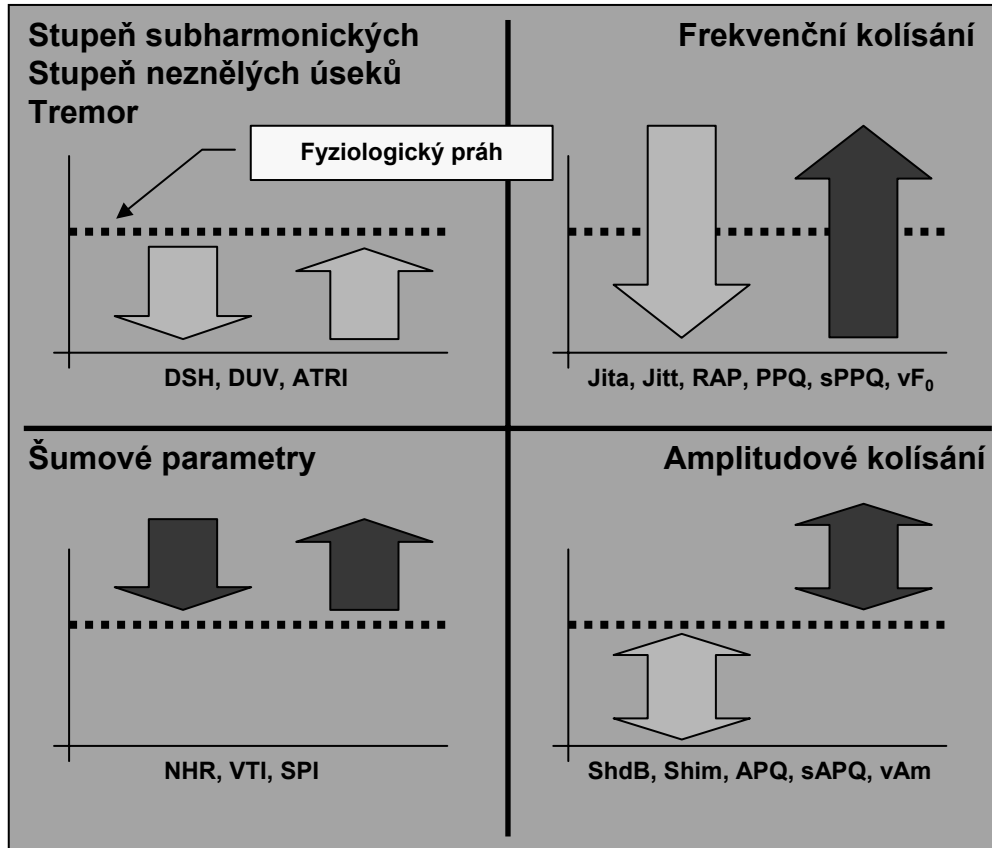 Stupeň subharmonických
Stupeň neznělých úseků
Tremor
Fyziologický práh
DSH, DUV, ATRI
Frekvenční kolísání
Jita, Jitt, RAP, PPQ, sPPQ, vF₀
Šumové parametry
NHR, VTI, SPI
Amplitudové kolísání
ShdB, Shim, APQ, sAPQ, vAm